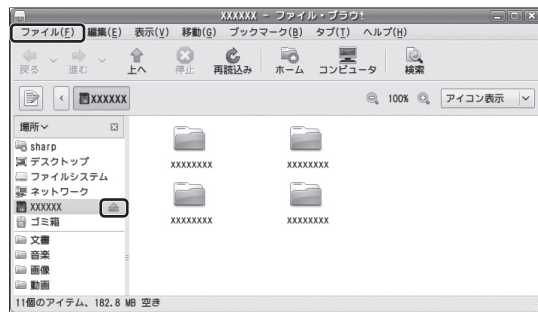 XXXXXX - ファイル・ブラウザ
ファイル(F) 編集(E) 表示(V) 移動(G) ブックマーク(B) タブ(T) ヘルプ(H)
戻る 進む 上へ 停止 再読込み ホーム コンピュータ 検索
XXXXXX 100% アイコン表示
場所
sharp
デスクトップ
ファイルシステム
ネットワーク
XXXXXX
ゴミ箱
文書
音楽
画像
動画
XXXXXXXX XXXXXXXX
XXXXXXXX XXXXXXXX
11個のアイテム、182.8 MB 空き